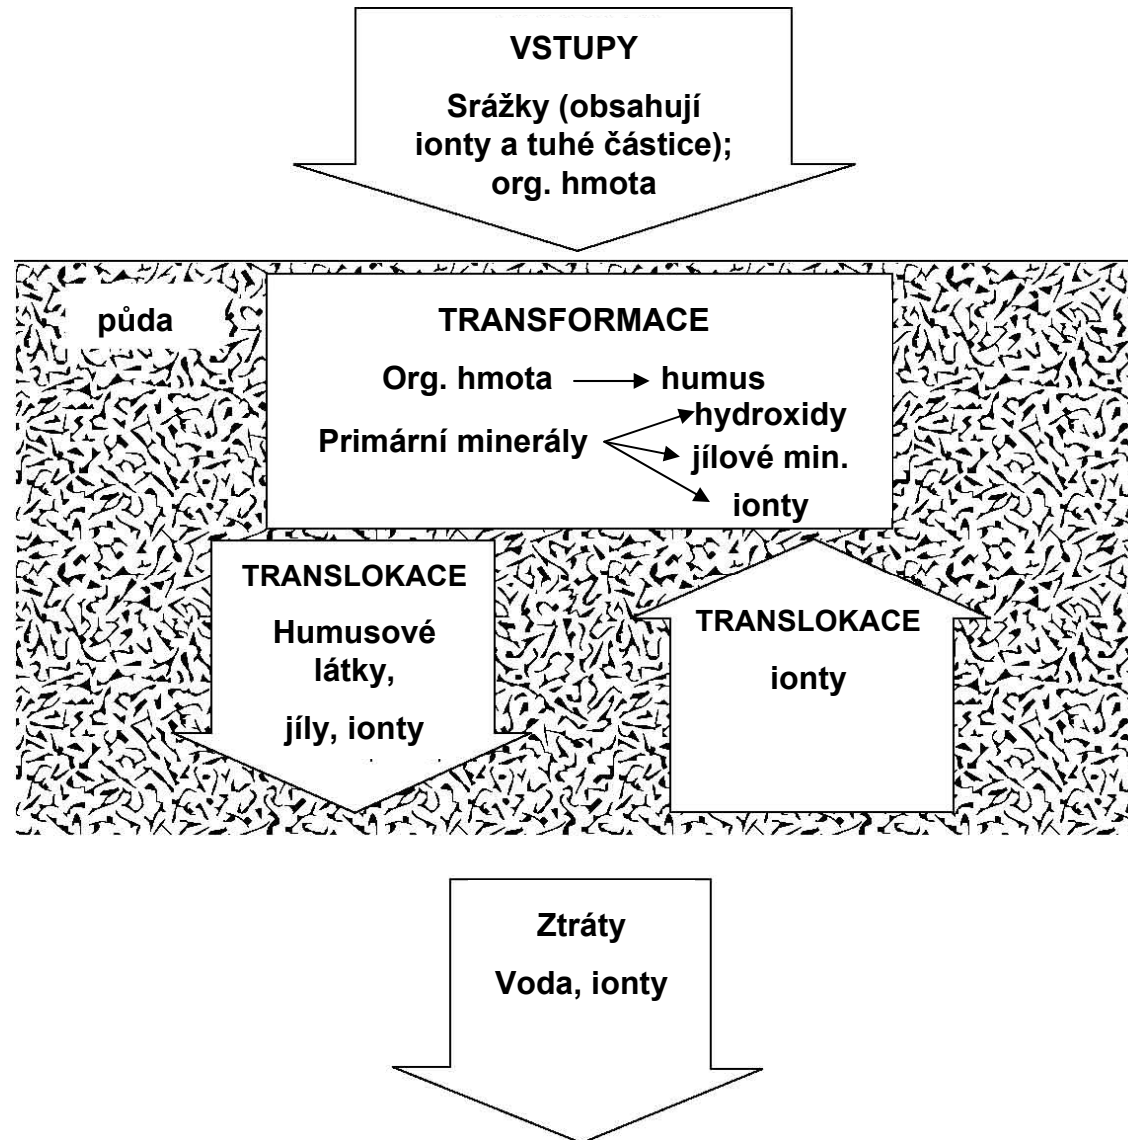 VSTUPY
Srážky (obsahují
ionty a tuhé částice);
org. hmota
půda
TRANSFORMACE
Org. hmota humus
hydroxidy
Primární minerály
jílové min.
ionty
TRANSLOKACE
Humusové
látky,
jíly, ionty
TRANSLOKACE
ionty
Ztráty
Voda, ionty